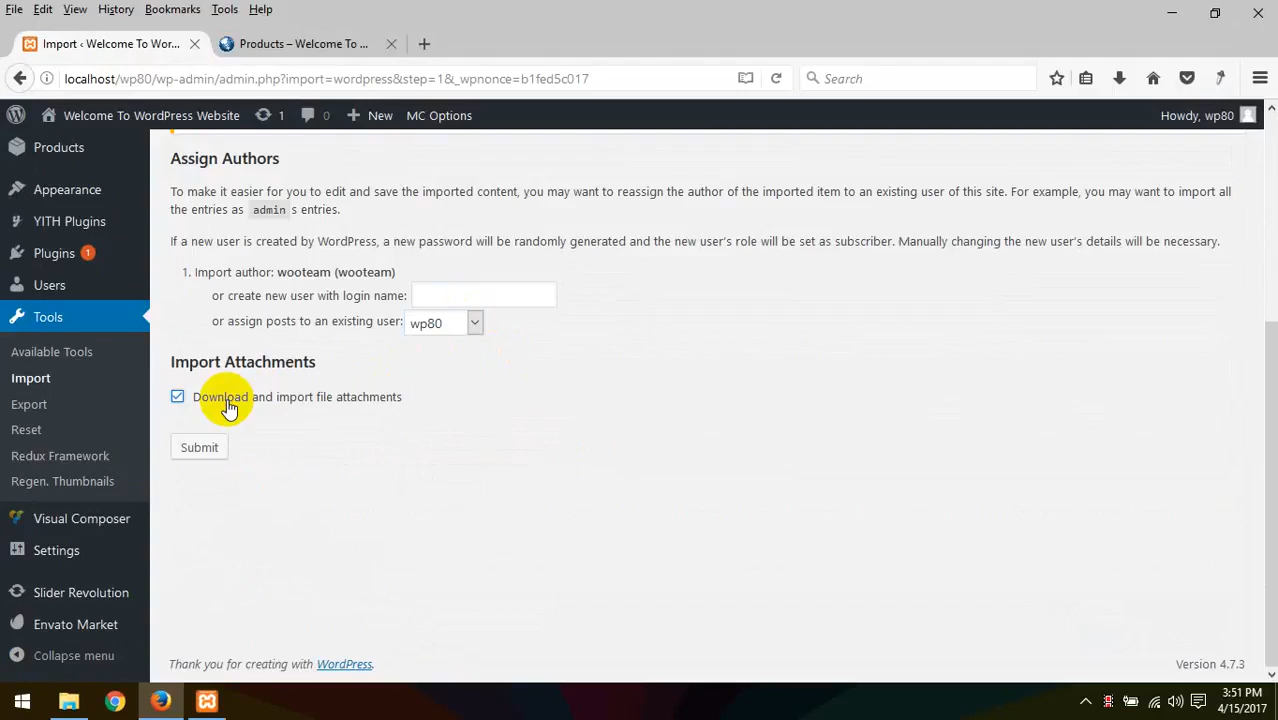 File Edit View History Bookmarks Tools Help
Import ‹ Welcome To Wor...
Products – Welcome To ...
localhost/wp80/wp-admin/admin.php?import=wordpress&step=1&_wpnonce=b1fed5c017
Search
Welcome To WordPress Website 1 0 New MC Options Howdy, wp80
Products
Appearance
YITH Plugins
Plugins 1
Users
Tools
Available Tools
Import
Export
Reset
Redux Framework
Regen. Thumbnails
Visual Composer
Settings
Slider Revolution
Envato Market
Collapse menu
Assign Authors
To make it easier for you to edit and save the imported content, you may want to reassign the author of the imported item to an existing user of this site. For example, you may want to import all
the entries as admin s entries.
If a new user is created by WordPress, a new password will be randomly generated and the new user’s role will be set as subscriber. Manually changing the new user’s details will be necessary.
1. Import author: wooteam (wooteam)
or create new user with login name:
or assign posts to an existing user: wp80
Import Attachments
Download and import file attachments
Submit
Thank you for creating with WordPress.
Version 4.7.3
3:51 PM
4/15/2017